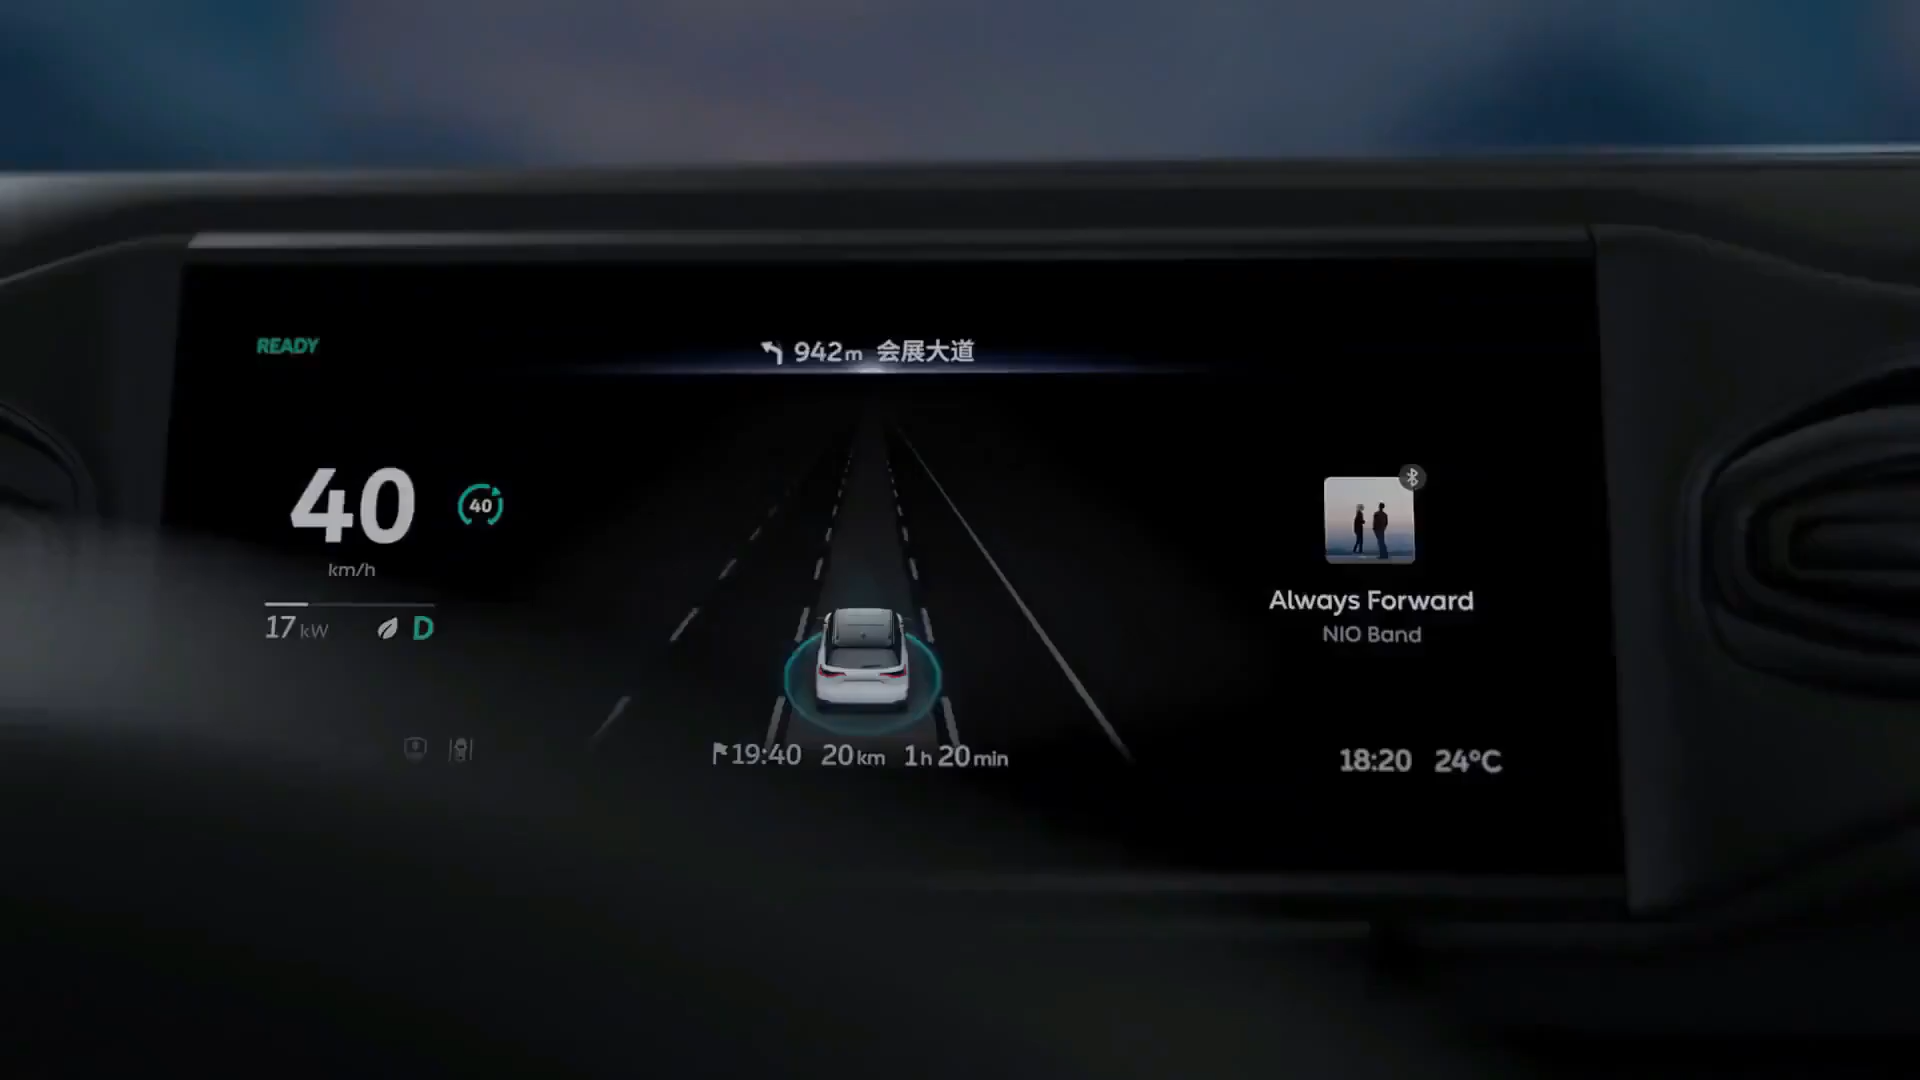 READY
942m 会展大道
40
40
km/h
17 kW
D
Always Forward
NIO Band
19:40 20km 1h 20min
18:20 24°C